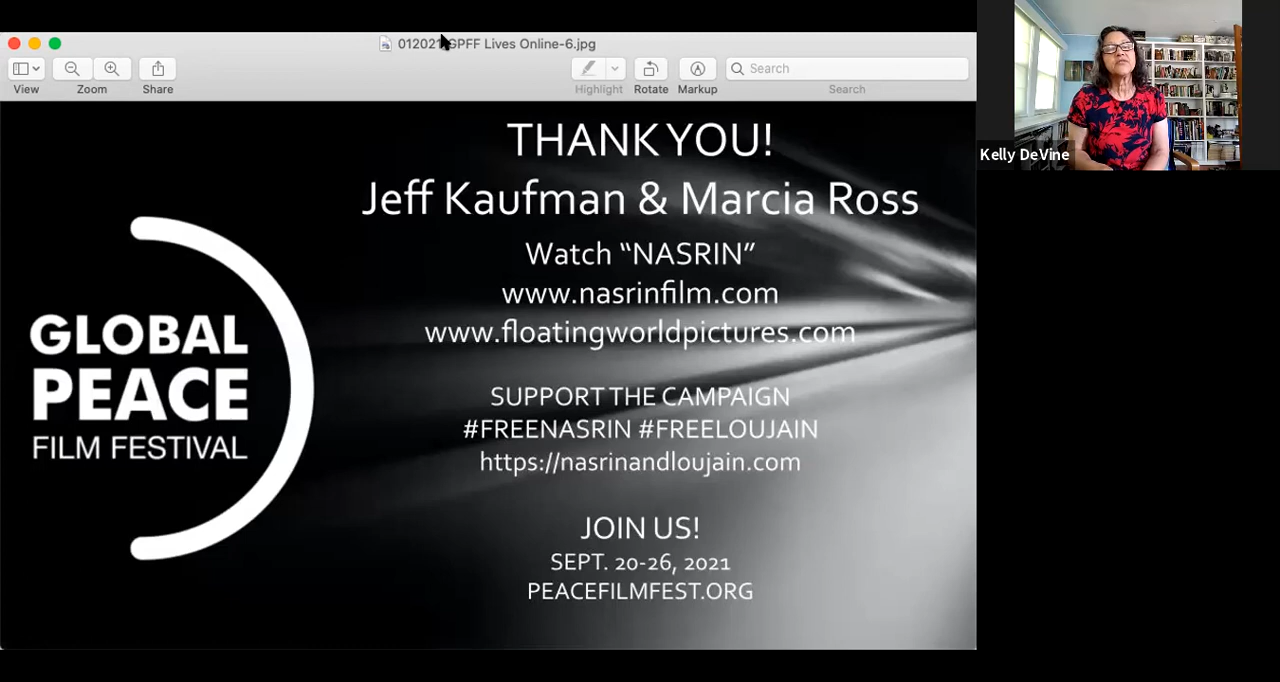 012021 GPFF Lives Online-6.jpg
View
Zoom
Share
Highlight
Rotate
Markup
Search
Search
Kelly DeVine
THANK YOU!
Jeff Kaufman & Marcia Ross
Watch “NASRIN”
www.nasrinfilm.com
www.floatingworldpictures.com
GLOBAL
PEACE
FILM FESTIVAL
SUPPORT THE CAMPAIGN
#FREENASRIN #FREELOUJAIN
https://nasrinandloujain.com
JOIN US!
SEPT. 20-26, 2021
PEACEFILMFEST.ORG